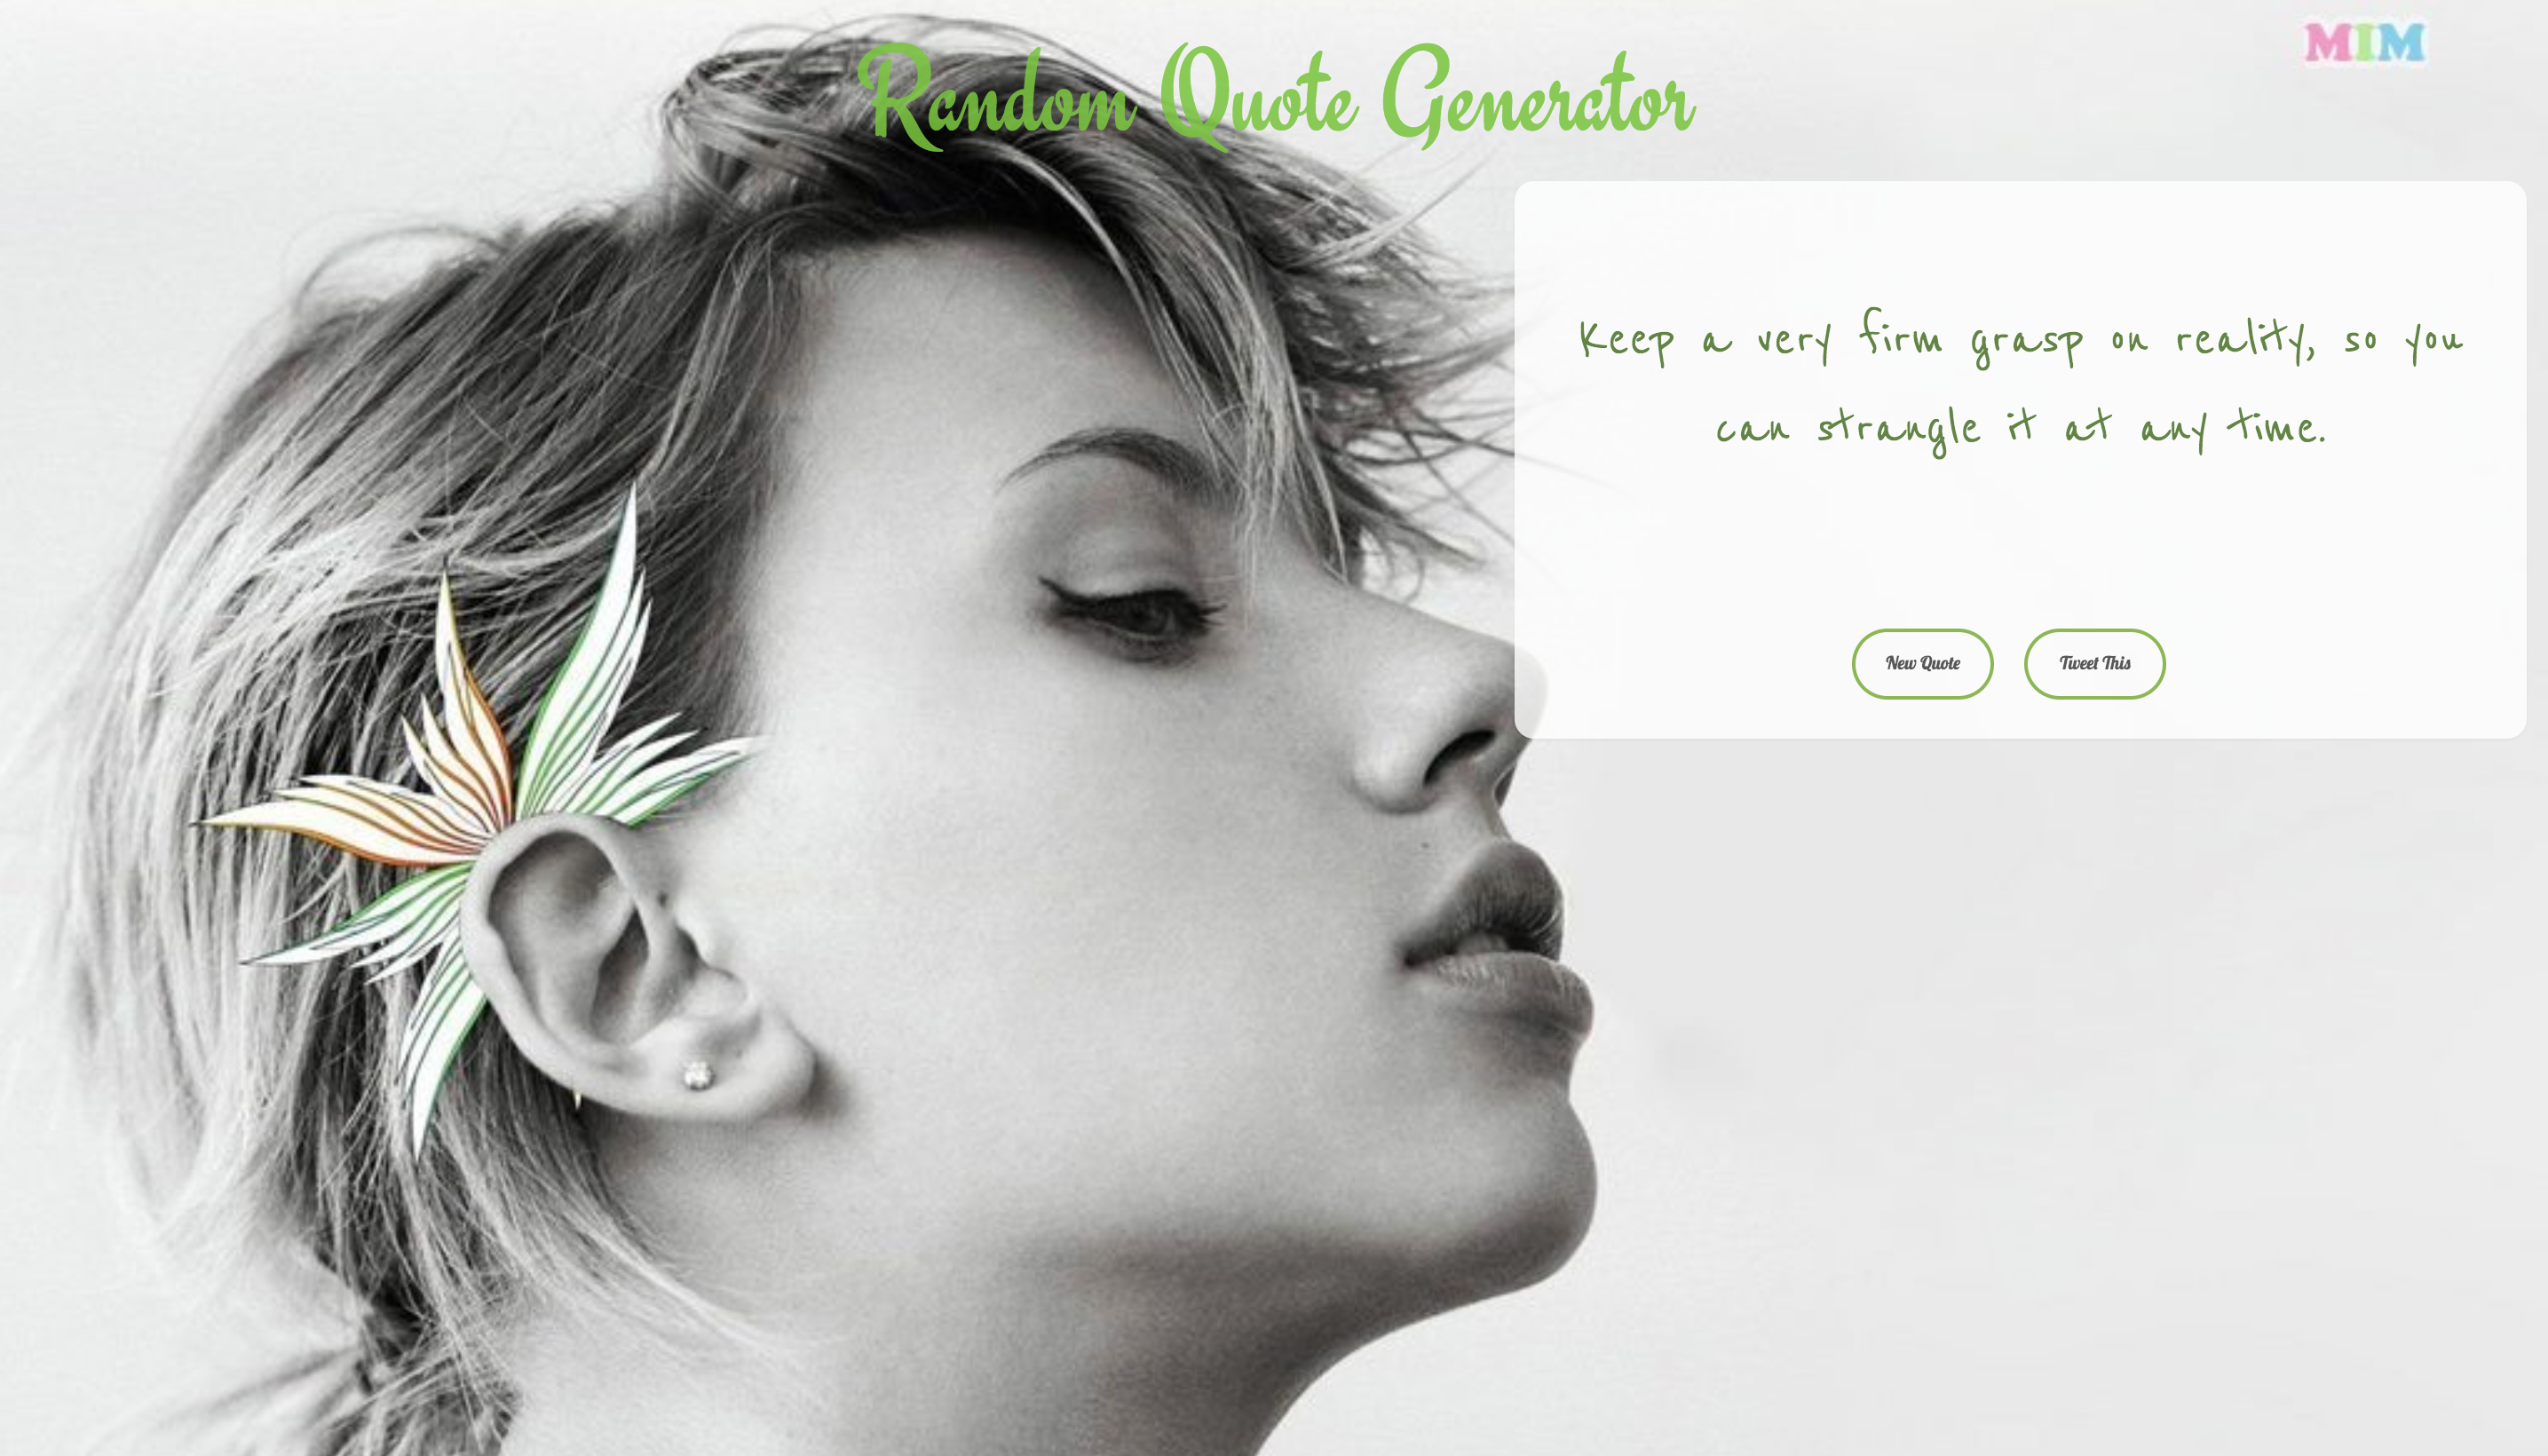 MIM
Random Quote Generator
Keep a very firm grasp on reality, so you
can strangle it at any time.
New Quote
Tweet This